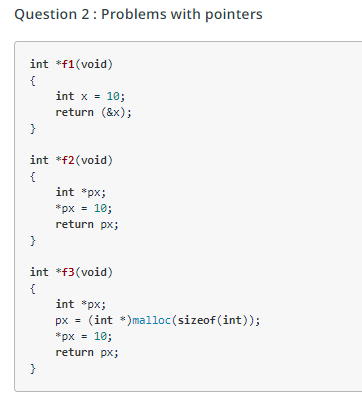 Question 2 : Problems with pointers
int *f1(void)
{
    int x = 10;
    return (&x);
}
int *f2(void)
{
    int *px;
    *px = 10;
    return px;
}
int *f3(void)
{
    int *px;
    px = (int *)malloc(sizeof(int));
    *px = 10;
    return px;
}